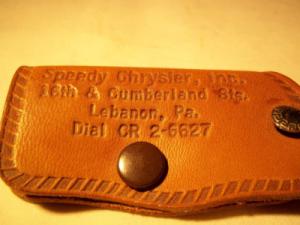 Speedy Chrysler, Inc.
16th & Cumberland Sts.
Lebanon, Pa.
Dial CR 2-6627